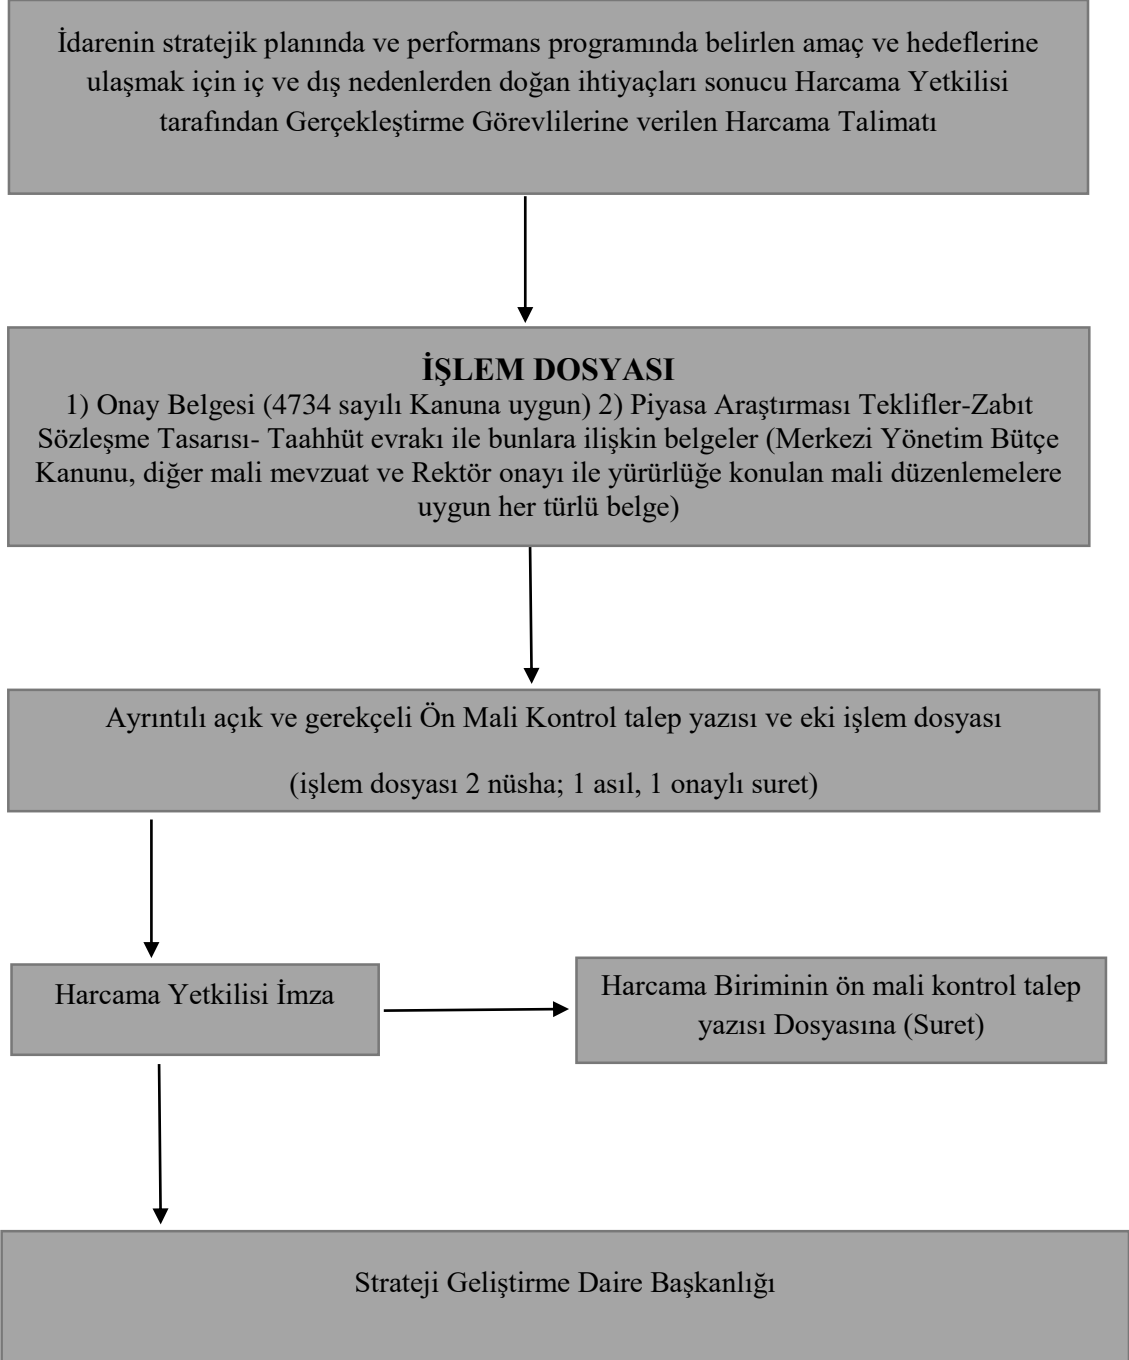 İdarenin stratejik planında ve performans programında belirlen amaç ve hedeflerine
ulaşmak için iç ve dış nedenlerden doğan ihtiyaçları sonucu Harcama Yetkilisi
tarafından Gerçekleştirme Görevlilerine verilen Harcama Talimatı
İŞLEM DOSYASI
1) Onay Belgesi (4734 sayılı Kanuna uygun) 2) Piyasa Araştırması Teklifler-Zabıt
Sözleşme Tasarısı- Taahhüt evrakı ile bunlara ilişkin belgeler (Merkezi Yönetim Bütçe
Kanunu, diğer mali mevzuat ve Rektör onayı ile yürürlüğe konulan mali düzenlemelere
uygun her türlü belge)
Ayrıntılı açık ve gerekçeli Ön Mali Kontrol talep yazısı ve eki işlem dosyası
(işlem dosyası 2 nüsha; 1 asıl, 1 onaylı suret)
Harcama Yetkilisi İmza
Harcama Biriminin ön mali kontrol talep
yazısı Dosyasına (Suret)
Strateji Geliştirme Daire Başkanlığı